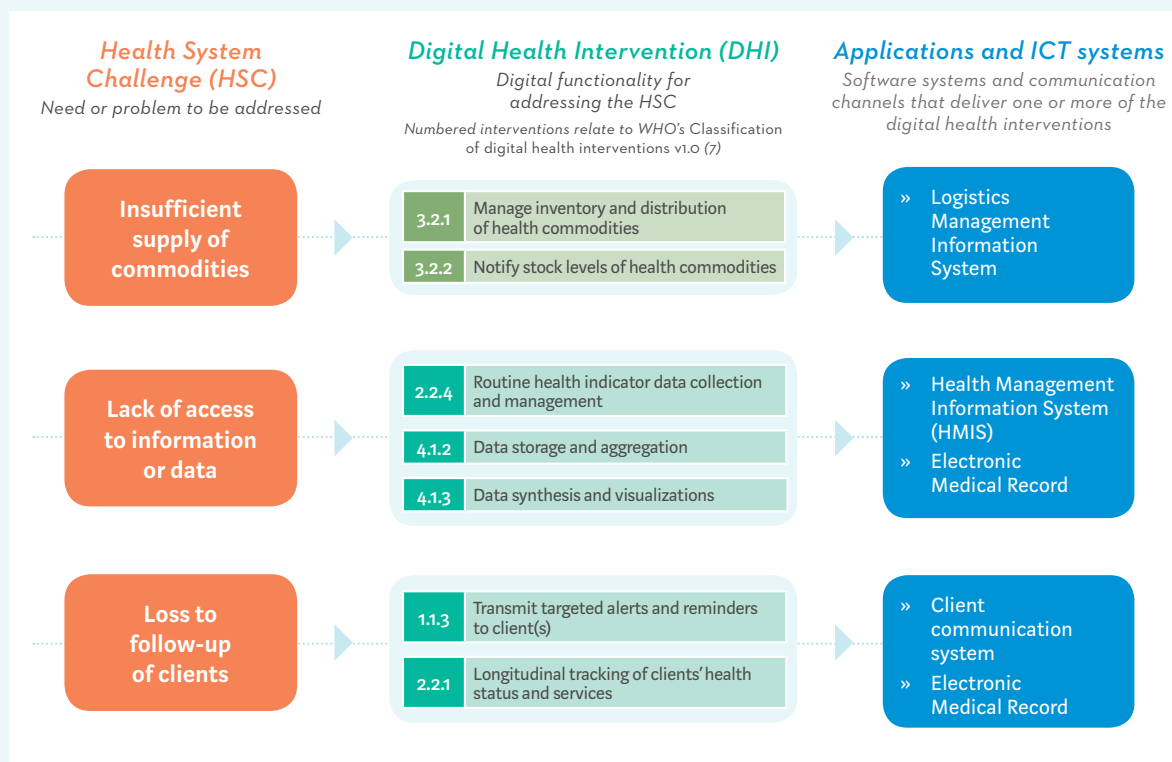 Health System
Challenge (HSC)
Need or problem to be addressed
Digital Health Intervention (DHI)
Digital functionality for
addressing the HSC
Numbered interventions relate to WHO's Classification
of digital health interventions v1.0 (7)
Applications and ICT systems
Software systems and communication
channels that deliver one or more of the
digital health interventions
Insufficient
supply of
commodities
3.2.1 Manage inventory and distribution
of health commodities
3.2.2 Notify stock levels of health commodities
» Logistics
Management
Information
System
Lack of access
to information
or data
2.2.4 Routine health indicator data collection
and management
4.1.2 Data storage and aggregation
4.1.3 Data synthesis and visualizations
» Health Management
Information System
(HMIS)
» Electronic
Medical Record
Loss to
follow-up
of clients
1.1.3 Transmit targeted alerts and reminders
to client(s)
2.2.1 Longitudinal tracking of clients' health
status and services
» Client
communication
system
» Electronic
Medical Record